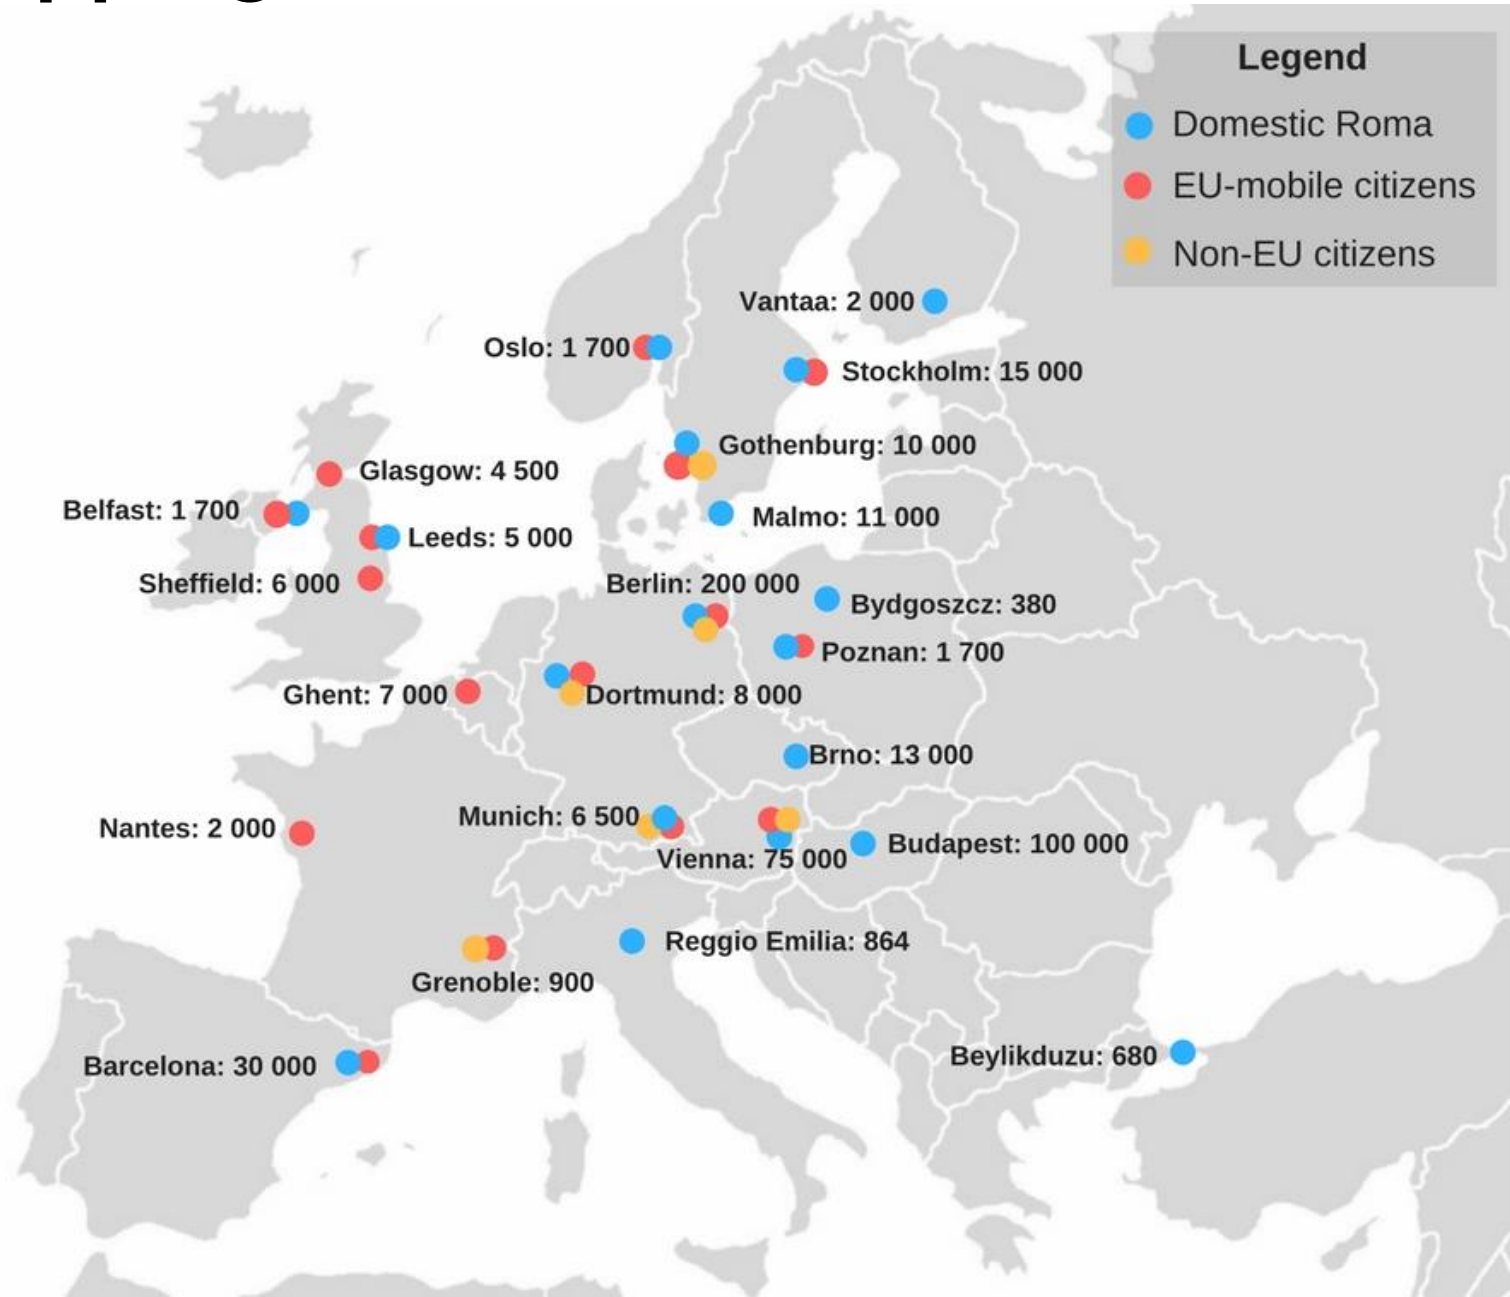 Legend
Domestic Roma
EU-mobile citizens
Non-EU citizens
Vantaa: 2 000
Oslo: 1 700
Stockholm: 15 000
Gothenburg: 10 000
Glasgow: 4 500
Belfast: 1 700
Malmo: 11 000
Leeds: 5 000
Sheffield: 6 000
Berlin: 200 000
Bydgoszcz: 380
Poznan: 1 700
Ghent: 7 000
Dortmund: 8 000
Brno: 13 000
Munich: 6 500
Nantes: 2 000
Budapest: 100 000
Vienna: 75 000
Reggio Emilia: 864
Grenoble: 900
Beylikduzu: 680
Barcelona: 30 000